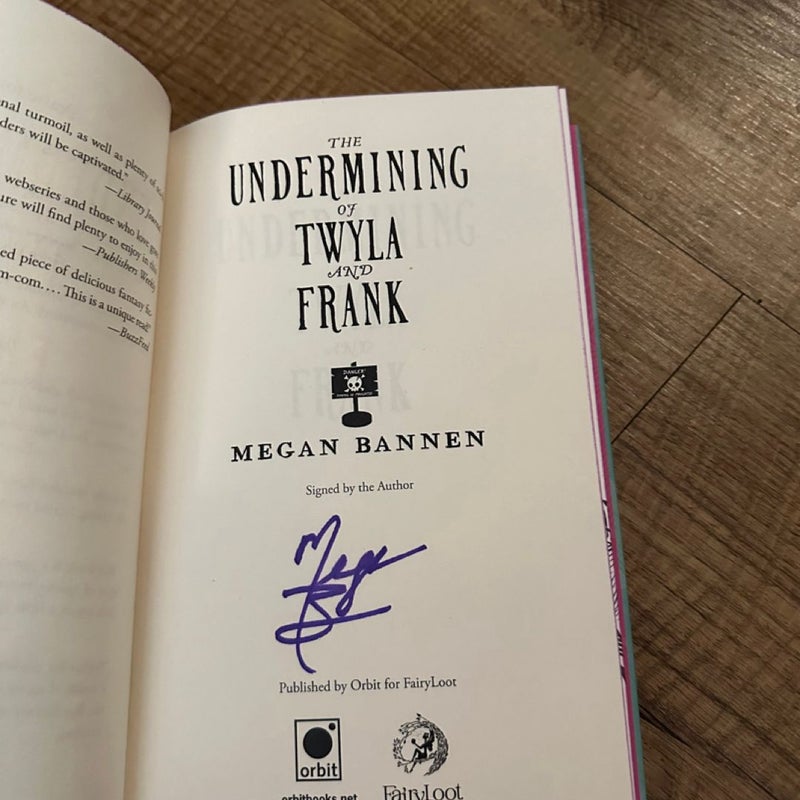 nal turmoil, as well as plenty of
ders will be captivated."
—Library Journal
webseries and those who love
ure will find plenty to enjoy in
—Publishers Weekly
ed piece of delicious fantasy
m-com.... This is a unique read!"
—BuzzFeed
THE
UNDERMINING
OF
TWYLA
AND
FRANK
DANGER
MEGAN BANNEN
Signed by the Author
Megan
B
Published by Orbit for FairyLoot
orbit
FairyLoot
orbitbooks.net